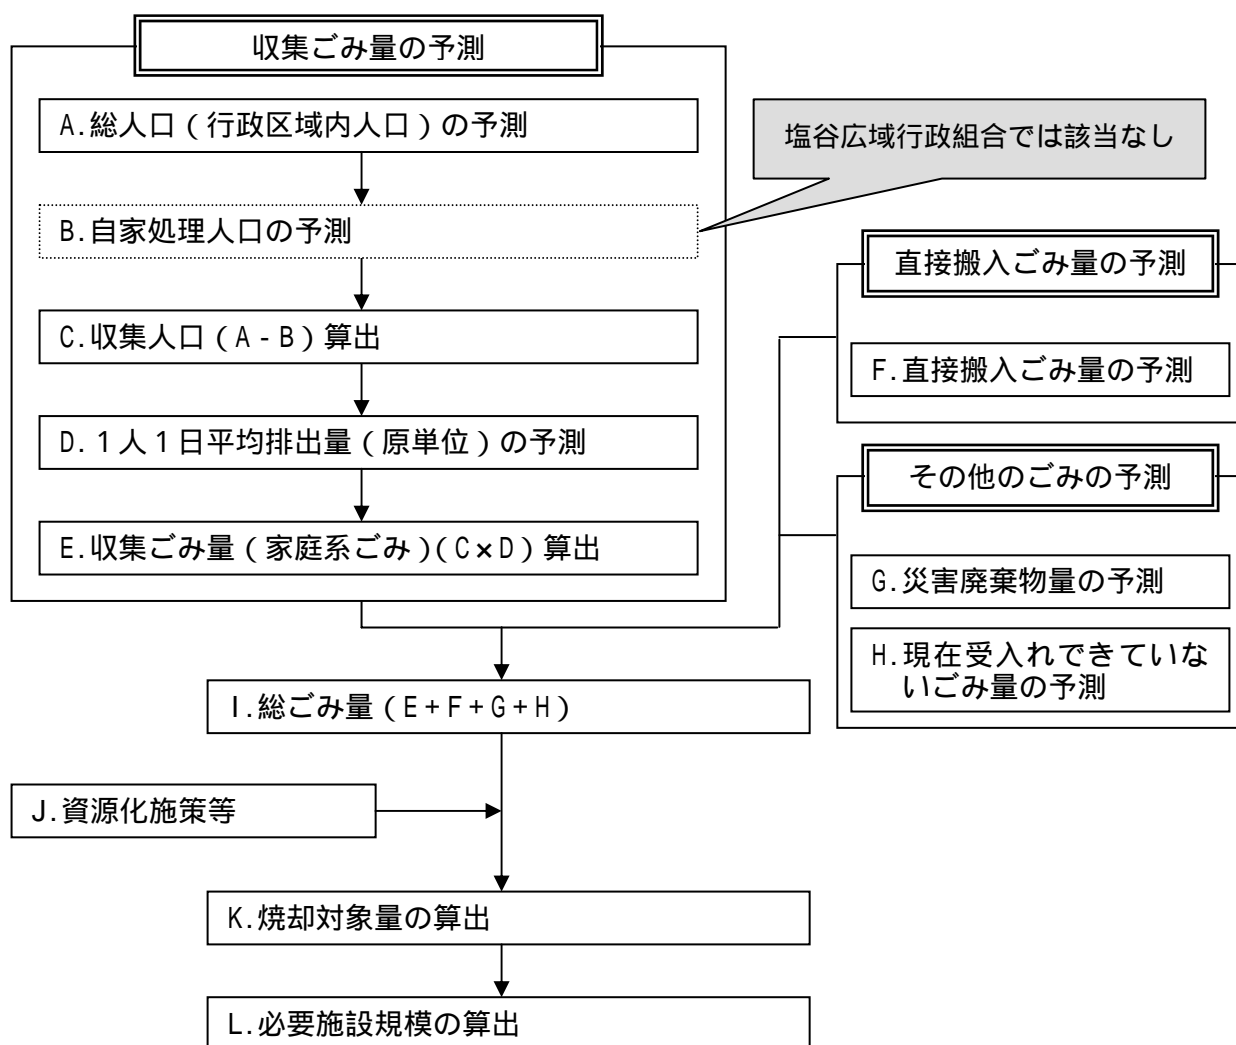 収集ごみ量の予測
A.総人口（行政区域内人口）の予測
塩谷広域行政組合では該当なし
B.自家処理人口の予測
C.収集人口（A-B）算出
D.１人１日平均排出量（原単位）の予測
E.収集ごみ量（家庭系ごみ）(C×D）算出
直接搬入ごみ量の予測
F.直接搬入ごみ量の予測
その他のごみの予測
G.災害廃棄物量の予測
H.現在受入れできていな
いごみ量の予測
I.総ごみ量（E+F+G+H）
J.資源化施策等
K.焼却対象量の算出
L.必要施設規模の算出